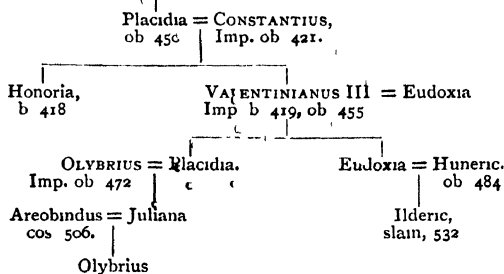 Placidia = CONSTANTIUS,
ob 450 Imp. ob 421.
Honoria, VALENTINIANUS III = Eudoxia
b 418 Imp b 419, ob 455
OLYBRIUS = Placidia. Eudoxia = Huneric.
Imp. ob 472 ob 484
Areobindus = Juliana Ilderic,
cos 506. slain, 532
Olybrius